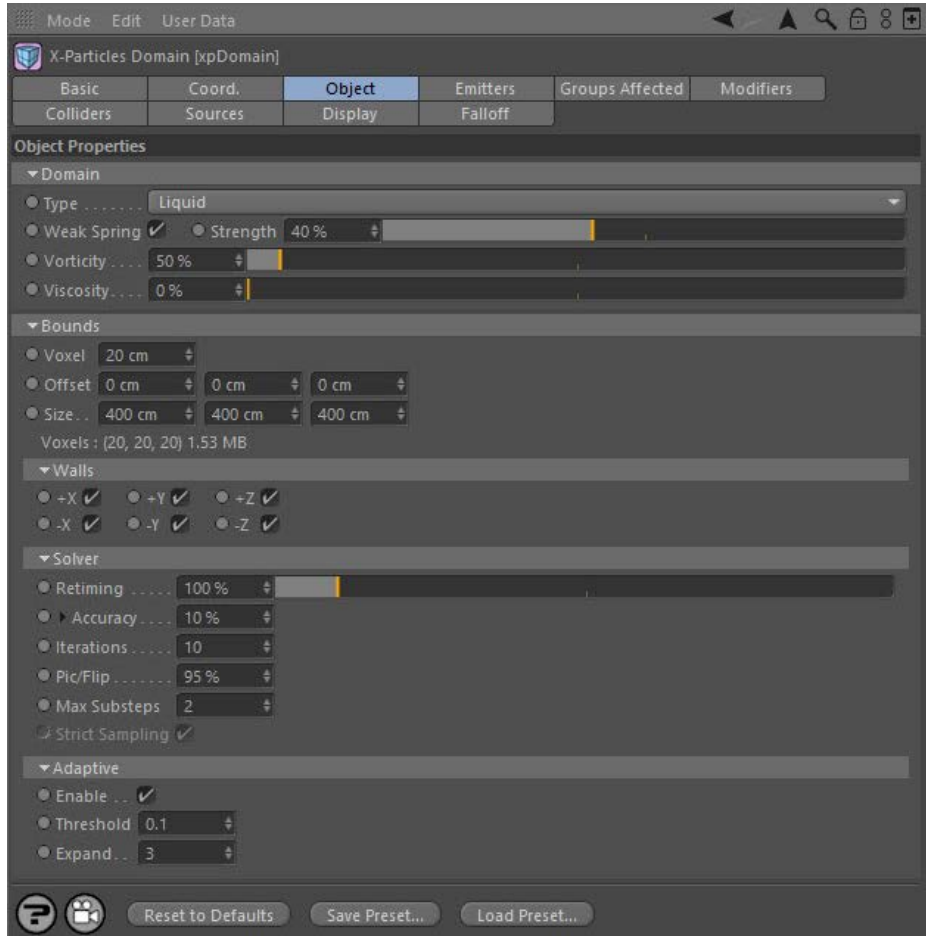 Mode Edit User Data
X-Particles Domain [xpDomain]
Basic Coord. Object Emitters Groups Affected Modifiers
Colliders Sources Display Falloff
Object Properties
Domain
Type . . . . . . . Liquid
Weak Spring Strength 40 %
Vorticity . . . . 50 %
Viscosity. . . . 0 %
Bounds
Voxel 20 cm
Offset 0 cm 0 cm 0 cm
Size. . 400 cm 400 cm 400 cm
Voxels : (20, 20, 20) 1.53 MB
Walls
+X +Y +Z
-X -Y -Z
Solver
Retiming . . . . . 100 %
Accuracy. . . . 10 %
Iterations . . . . . 10
Pic/Flip . . . . . . . 95 %
Max Substeps 2
Strict Sampling
Adaptive
Enable . .
Threshold 0.1
Expand. . 3
Reset to Defaults Save Preset... Load Preset...